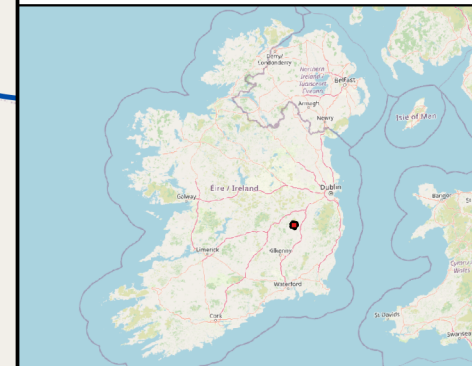 Derry/
Londonderry
Northern
Ireland /
Belfast
Armagh
Newry
Isle of Man
Éire / Ireland
Dublin
Galway
Bangor
Limerick
Kilkenny
Waterford
Cork
St Davids
Swansea